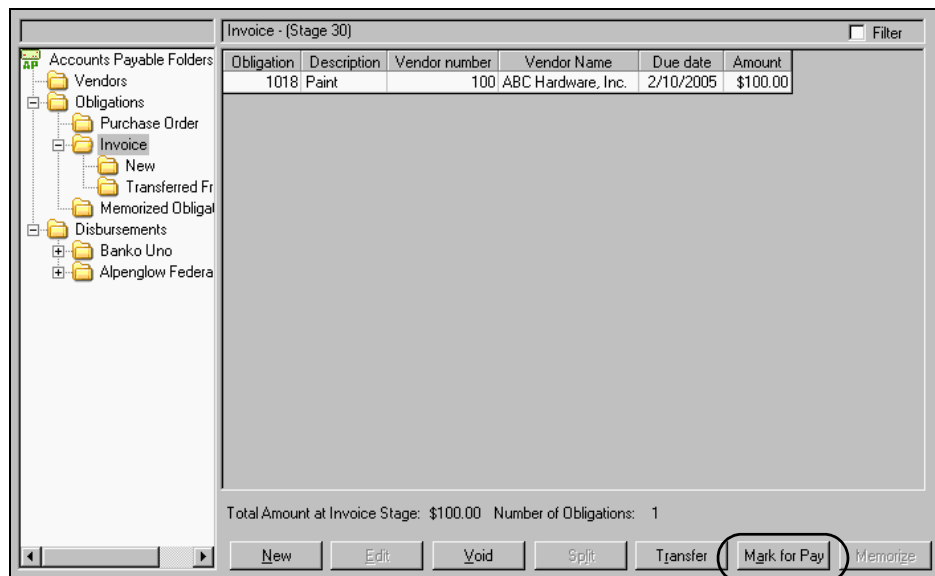 Invoice - (Stage 30)
Filter
AP
Accounts Payable Folders
Vendors
Obligations
Purchase Order
Invoice
New
Transferred Fr
Memorized Obligat
Disbursements
Banko Uno
Alpenglow Federa
Obligation Description Vendor number Vendor Name Due date Amount
1018 Paint 100 ABC Hardware, Inc. 2/10/2005 $100.00
Total Amount at Invoice Stage: $100.00 Number of Obligations: 1
New Edit Void Split Transfer Mark for Pay Memorize